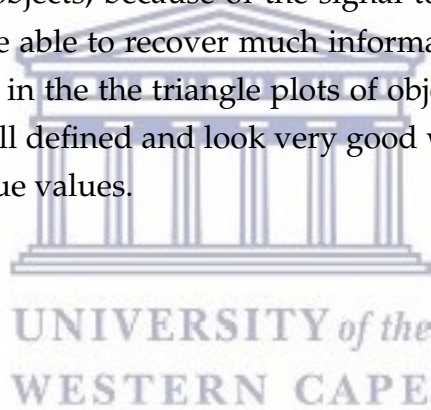 objects, because of the signal to
e able to recover much informa
in the the triangle plots of obj
ll defined and look very good
ue values.
UNIVERSITY of the
WESTERN CAPE